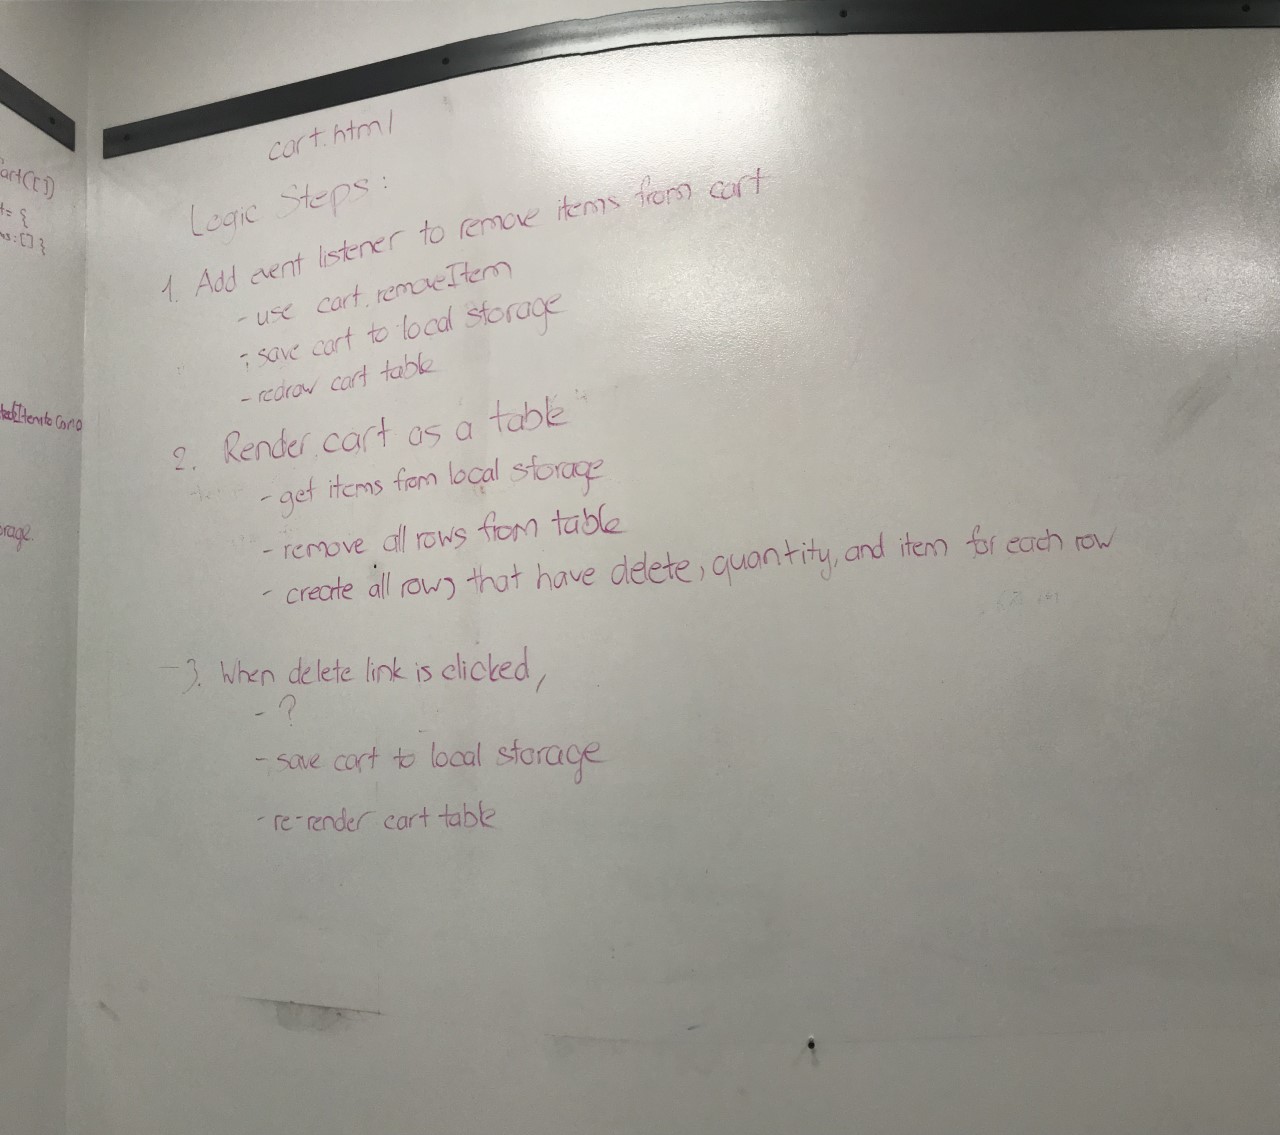 cart.html
Logic Steps:
1. Add event listener to remove items from cart
- use cart.removeItem
- save cart to local storage
- redraw cart table
2. Render cart as a table
- get items from local storage
- remove all rows from table
- create all rows that have delete, quantity, and item for each row
3. When delete link is clicked,
- ?
- save cart to local storage
- re-render cart table
art([])
t= {
s:[] }
rage.